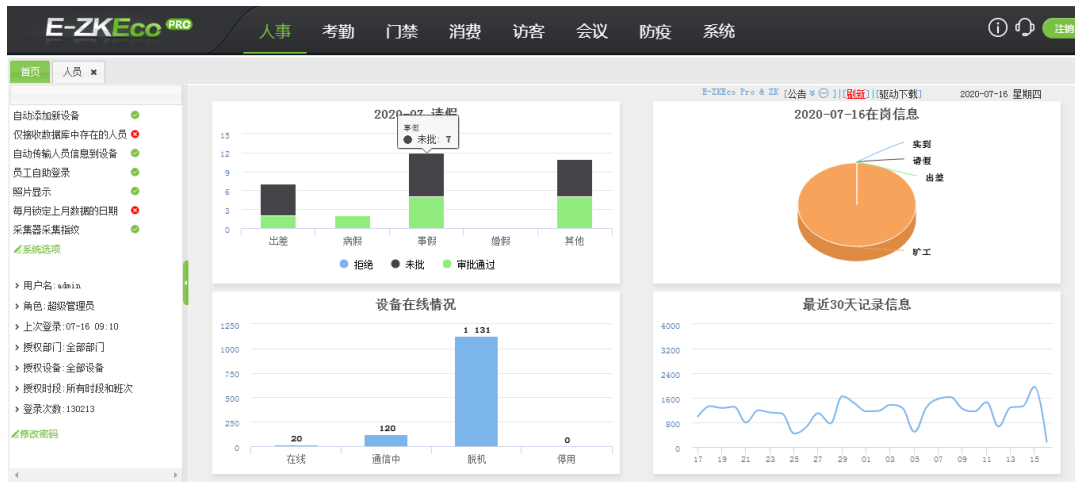 E-ZKEco PRO
人事 考勤 门禁 消费 访客 会议 防疫 系统
注销
首页 人员 ×
E-ZKEco Pro & ZK [公告 ] [刷新] [驱动下载] 2020-07-16 星期四
自动添加新设备
仅接收数据库中存在的人员
自动传输人员信息到设备
员工自助登录
照片显示
每月锁定上月数据的日期
采集器采集指纹
系统选项
用户名:admin
角色:超级管理员
上次登录:07-16 09:10
授权部门:全部部门
授权设备:全部设备
授权时段:所有时段和班次
登录次数:130213
修改密码
2020-07 请假
事假
未批: 7
15
12
9
6
3
0
出差 病假 事假 婚假 其他
拒绝 未批 审批通过
2020-07-16在岗信息
实到
请假
出差
旷工
设备在线情况
1250
1000
750
500
250
0
20 120 1 131 0
在线 通信中 脱机 停用
最近30天记录信息
4000
3200
2400
1600
800
0
17 19 21 23 25 27 29 01 03 05 07 09 11 13 15